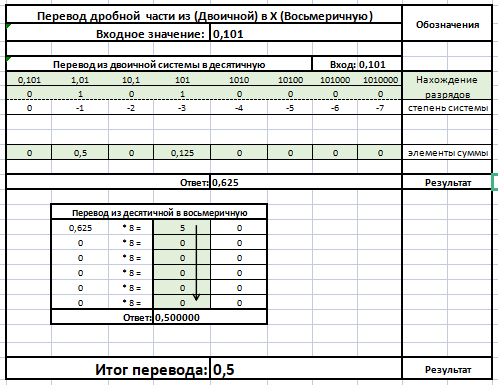 Перевод дробной части из (Двоичной) в X (Восьмеричную)
Обозначения
Входное значение: 0,101
Перевод из двоичной системы в десятичную Вход: 0,101
0,101 1,01 10,1 101 1010 10100 101000 1010000 Нахождение
0 1 0 1 0 0 0 0 разрядов
0 -1 -2 -3 -4 -5 -6 -7 степень системы
0 0,5 0 0,125 0 0 0 0 элементы суммы
Ответ: 0,625 Результат
Перевод из десятичной в восьмеричную
0,625 * 8 = 5 0
0 * 8 = 0 0
0 * 8 = 0 0
0 * 8 = 0 0
0 * 8 = 0 0
0 * 8 = 0 0
Ответ: 0,500000
Итог перевода: 0,5 Результат